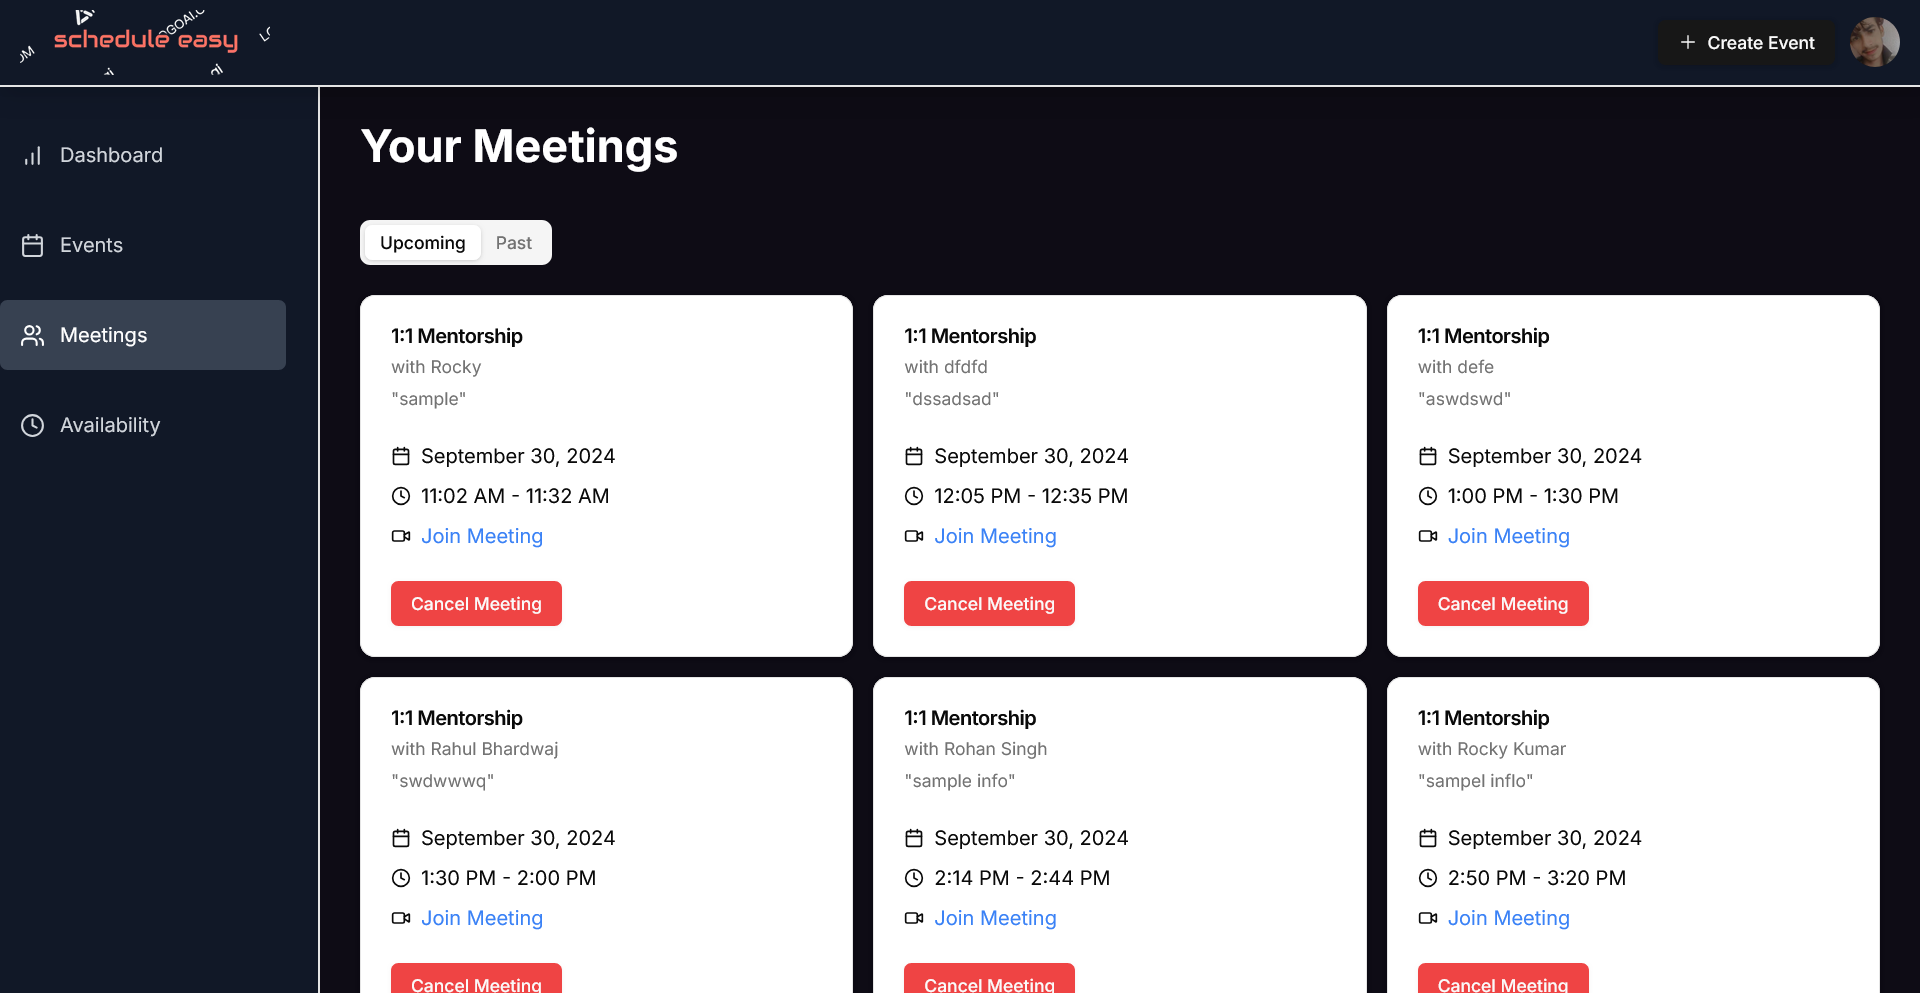 schedule easy
Create Event
Dashboard
Events
Meetings
Availability
Your Meetings
Upcoming Past
1:1 Mentorship
with Rocky
"sample"
September 30, 2024
11:02 AM - 11:32 AM
Join Meeting
Cancel Meeting
1:1 Mentorship
with dfdfd
"dssadsad"
September 30, 2024
12:05 PM - 12:35 PM
Join Meeting
Cancel Meeting
1:1 Mentorship
with defe
"aswdswd"
September 30, 2024
1:00 PM - 1:30 PM
Join Meeting
Cancel Meeting
1:1 Mentorship
with Rahul Bhardwaj
"swdwwwq"
September 30, 2024
1:30 PM - 2:00 PM
Join Meeting
Cancel Meeting
1:1 Mentorship
with Rohan Singh
"sample info"
September 30, 2024
2:14 PM - 2:44 PM
Join Meeting
Cancel Meeting
1:1 Mentorship
with Rocky Kumar
"sampel inflo"
September 30, 2024
2:50 PM - 3:20 PM
Join Meeting
Cancel Meeting